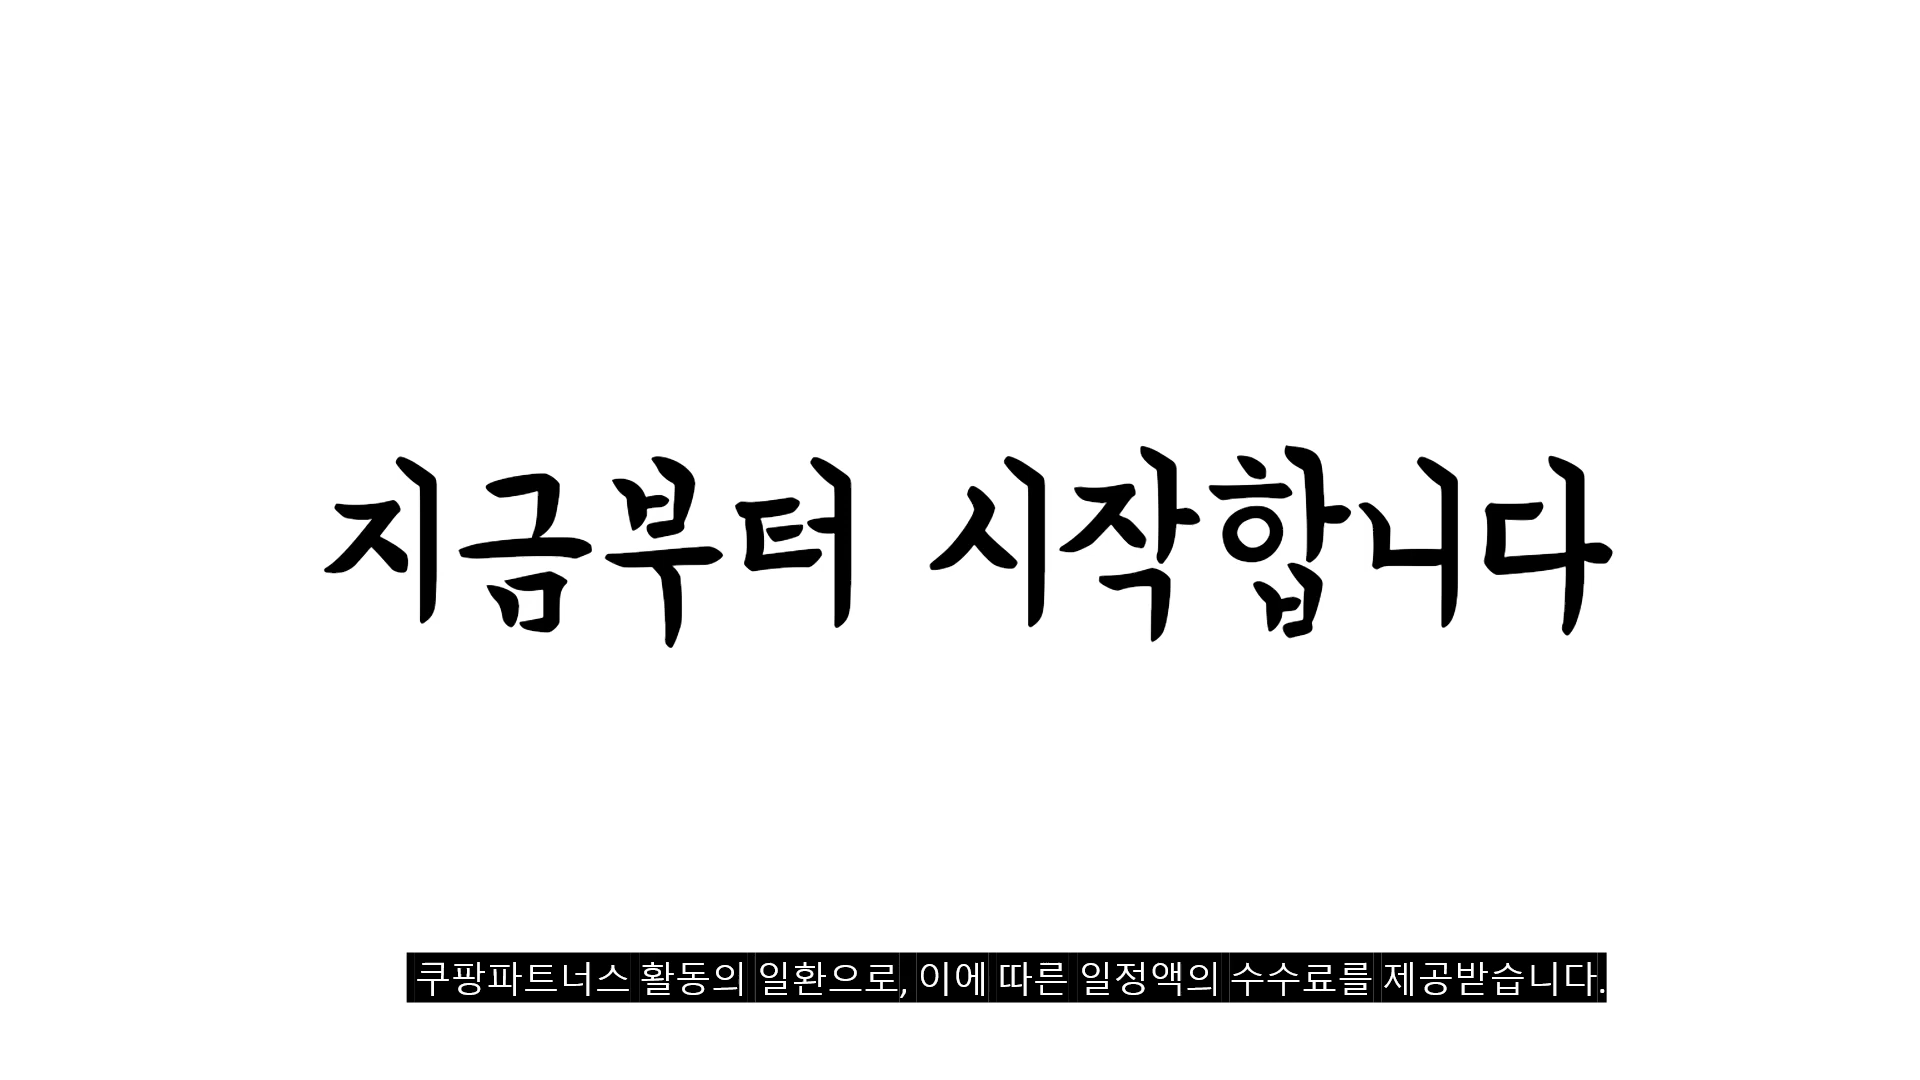 지금부터 시작합니다
쿠팡파트너스 활동의 일환으로, 이에 따른 일정액의 수수료를 제공받습니다.